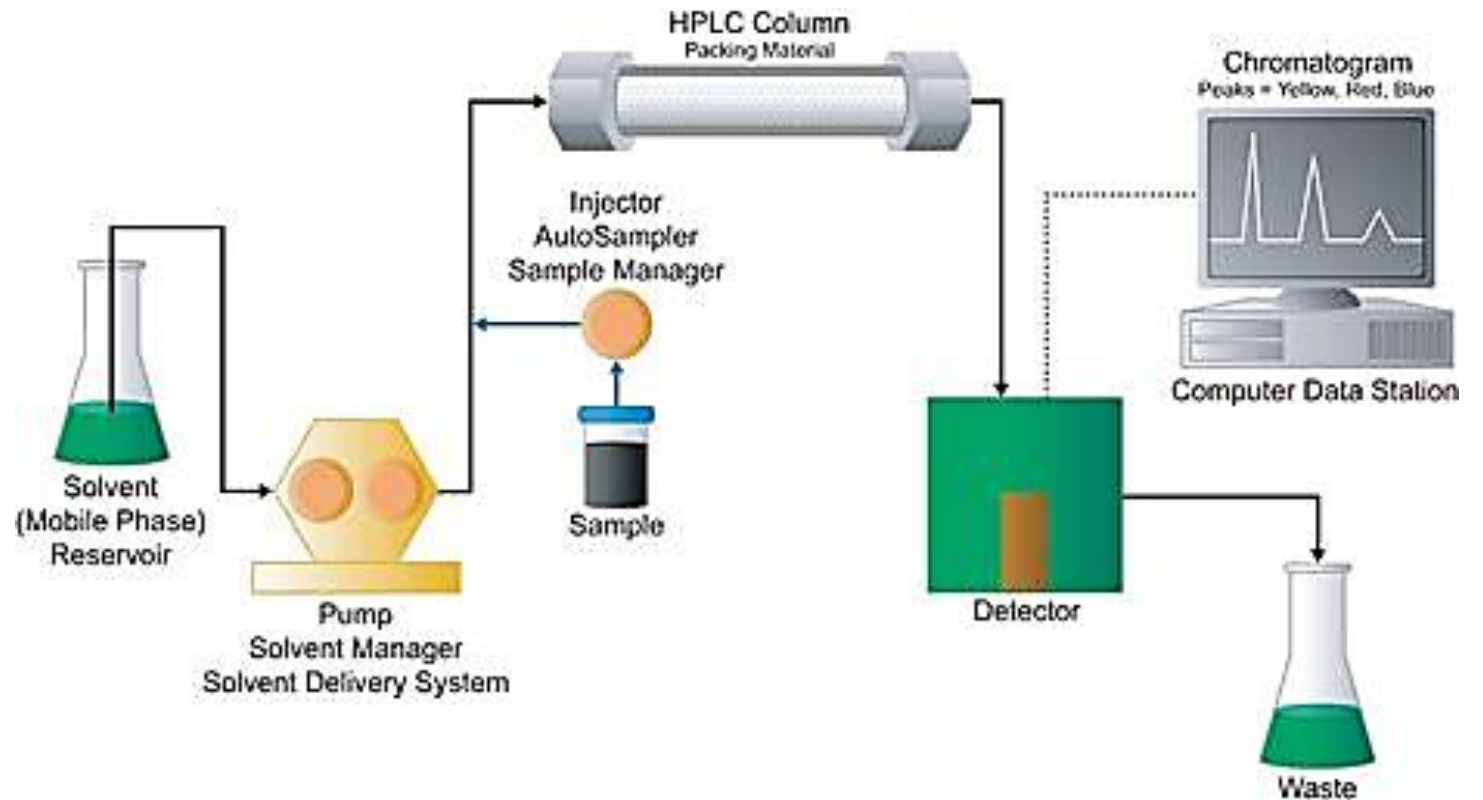 HPLC Column
Packing Material
Chromatogram
Peaks = Yellow, Red, Blue
Injector
AutoSampler
Sample Manager
Computer Data Station
Solvent
(Mobile Phase)
Reservoir
Sample
Pump
Solvent Manager
Solvent Delivery System
Detector
Waste